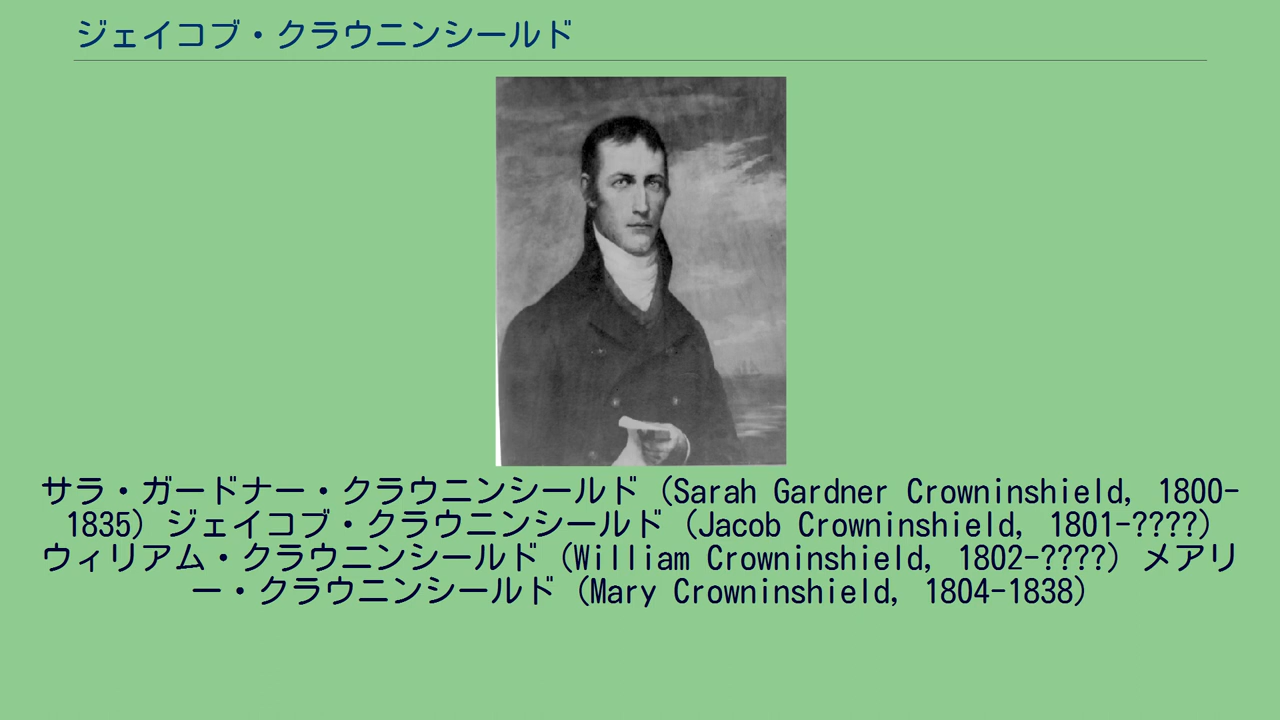 ジェイコブ・クラウニンシールド
サラ・ガードナー・クラウニンシールド（Sarah Gardner Crowninshield, 1800-
1835）ジェイコブ・クラウニンシールド（Jacob Crowninshield, 1801-????）
ウィリアム・クラウニンシールド（William Crowninshield, 1802-????）メアリ
ー・クラウニンシールド（Mary Crowninshield, 1804-1838）